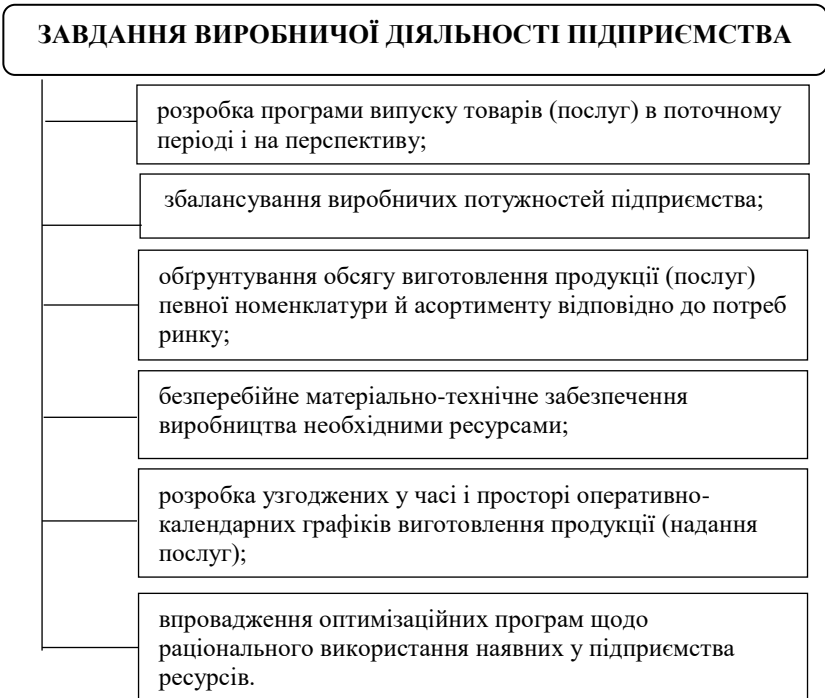 ЗАВДАННЯ ВИРОБНИЧОЇ ДІЯЛЬНОСТІ ПІДПРИЄМСТВА
розробка програми випуску товарів (послуг) в поточному
періоді і на перспективу;
збалансування виробничих потужностей підприємства;
обґрунтування обсягу виготовлення продукції (послуг)
певної номенклатури й асортименту відповідно до потреб
ринку;
безперебійне матеріально-технічне забезпечення
виробництва необхідними ресурсами;
розробка узгоджених у часі і просторі оперативно-
календарних графіків виготовлення продукції (надання
послуг);
впровадження оптимізаційних програм щодо
раціонального використання наявних у підприємства
ресурсів.